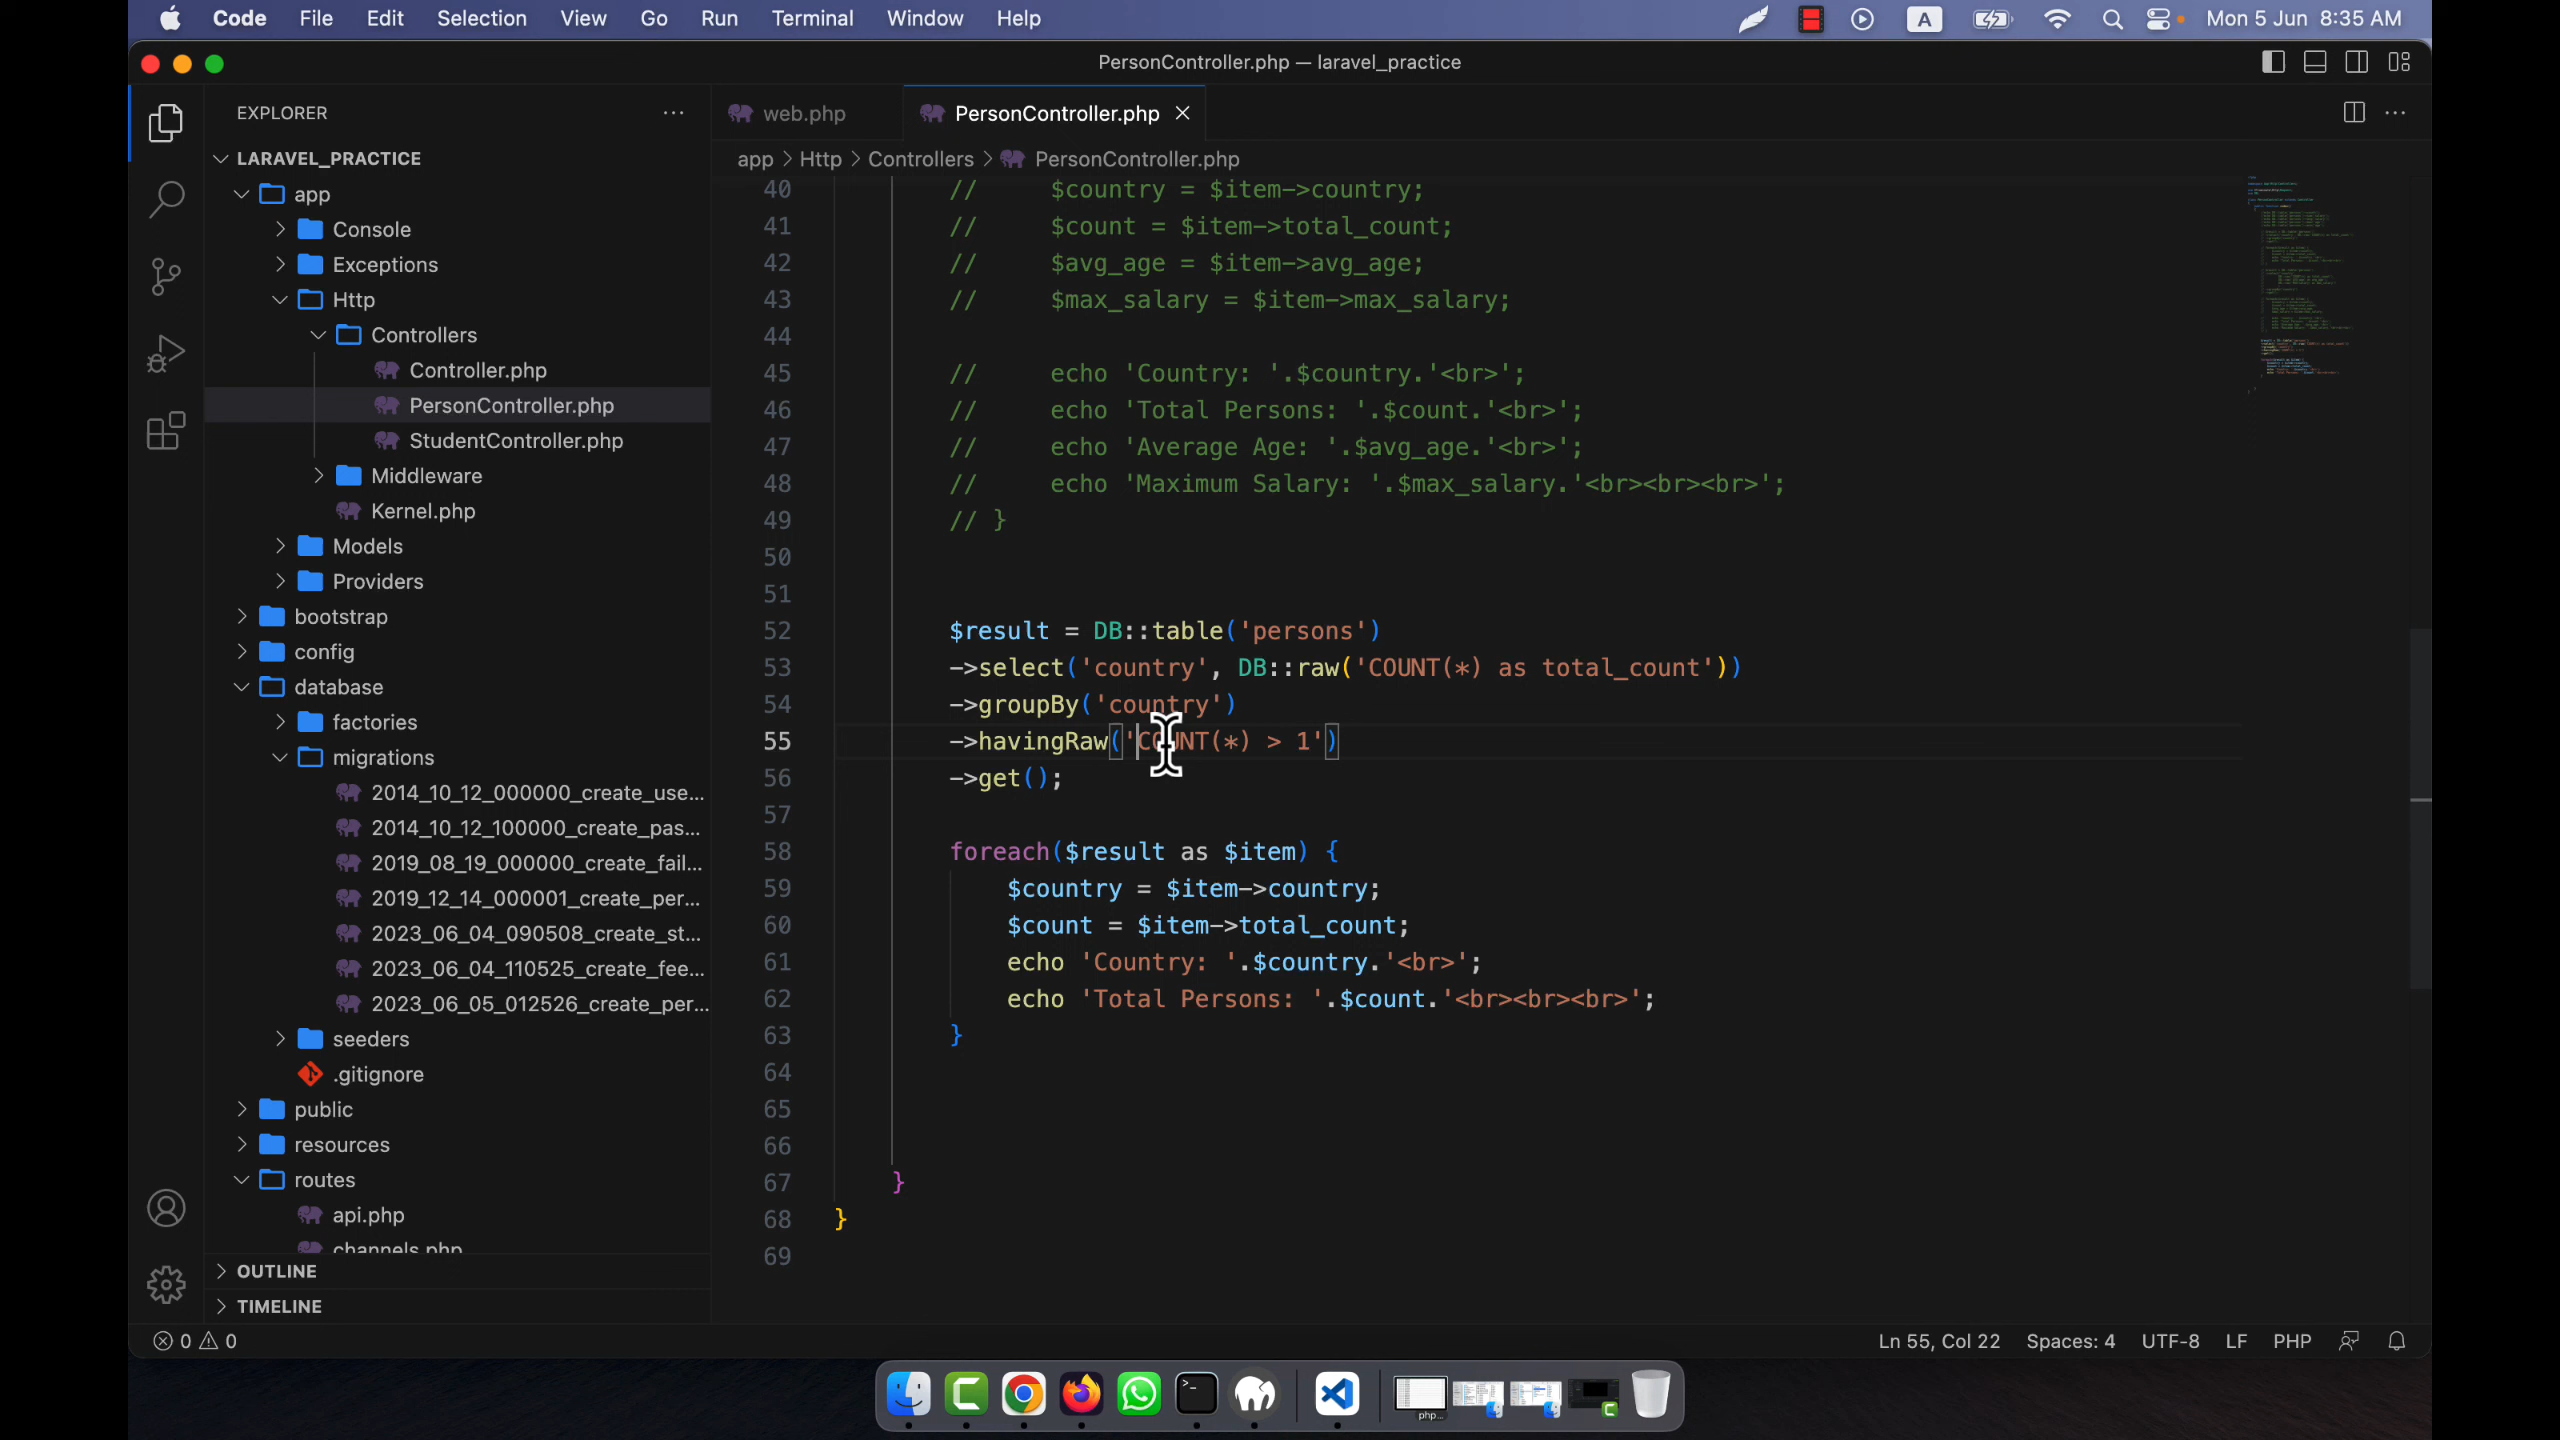 Code File Edit Selection View Go Run Terminal Window Help
A
Mon 5 Jun 8:35 AM
PersonController.php — laravel_practice
EXPLORER
LARAVEL_PRACTICE
app
Console
Exceptions
Http
Controllers
Controller.php
PersonController.php
StudentController.php
Middleware
Kernel.php
Models
Providers
bootstrap
config
database
factories
migrations
2014_10_12_000000_create_use...
2014_10_12_100000_create_pas...
2019_08_19_000000_create_fail...
2019_12_14_000001_create_per...
2023_06_04_090508_create_st...
2023_06_04_110525_create_fee...
2023_06_05_012526_create_per...
seeders
.gitignore
public
resources
routes
api.php
channels.php
OUTLINE
TIMELINE
web.php
PersonController.php
app > Http > Controllers > PersonController.php
40 //     $country = $item->country;
41 //     $count = $item->total_count;
42 //     $avg_age = $item->avg_age;
43 //     $max_salary = $item->max_salary;
44
45 //     echo 'Country: '.$country.'<br>';
46 //     echo 'Total Persons: '.$count.'<br>';
47 //     echo 'Average Age: '.$avg_age.'<br>';
48 //     echo 'Maximum Salary: '.$max_salary.'<br><br><br>';
49 // }
50
51
52 $result = DB::table('persons')
53 ->select('country', DB::raw('COUNT(*) as total_count'))
54 ->groupBy('country')
55 ->havingRaw('COUNT(*) > 1')
56 ->get();
57
58 foreach($result as $item) {
59     $country = $item->country;
60     $count = $item->total_count;
61     echo 'Country: '.$country.'<br>';
62     echo 'Total Persons: '.$count.'<br><br><br>';
63 }
64
65
66
67 }
68 }
69
0 0
Ln 55, Col 22 Spaces: 4 UTF-8 LF PHP
php...